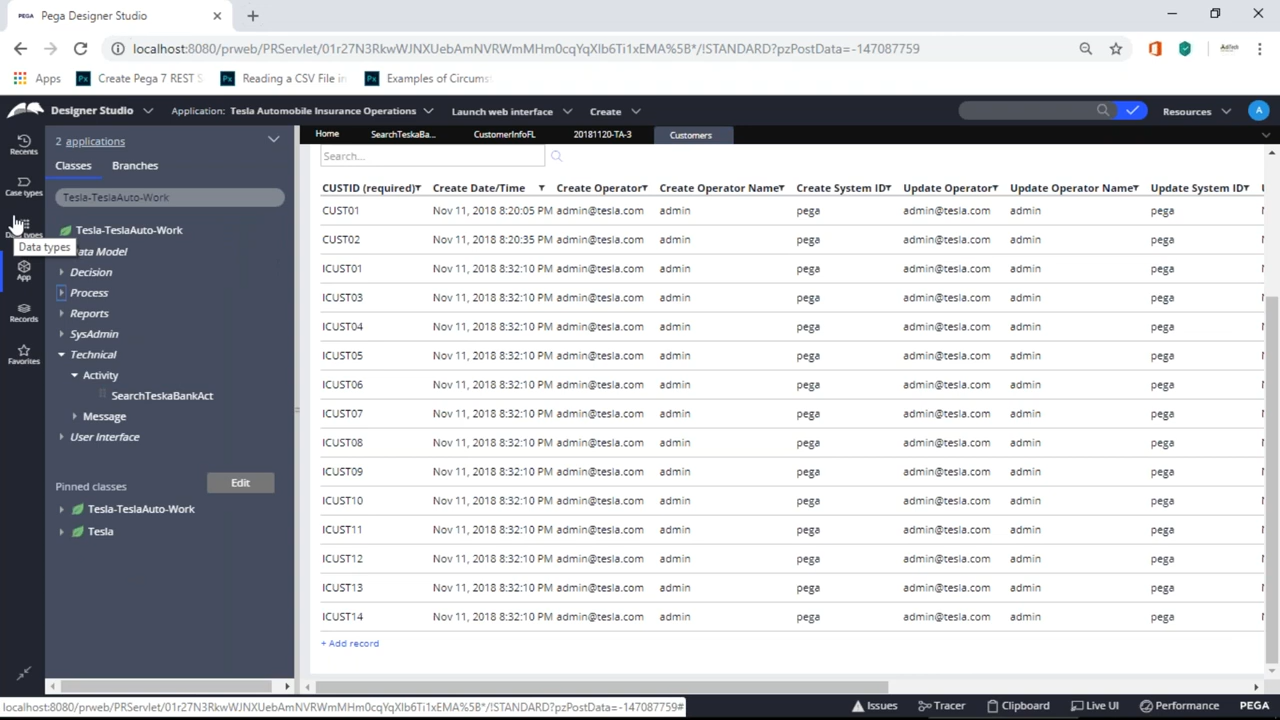 PEGA Pega Designer Studio
localhost:8080/prweb/PRServlet/01r27N3RkwWJNXUebAmNVRWmMHm0cqYqXlb6Ti1xEMA%5B*/!STANDARD?pzPostData=-147087759
Apps Create Pega 7 REST S Reading a CSV File in Examples of Circums
Designer Studio Application: Tesla Automobile Insurance Operations Launch web interface Create Resources A
Recents
Case types
Data types
App
Records
Favorites
2 applications
Classes Branches
Tesla-TeslaAuto-Work
Tesla-TeslaAuto-Work
ata Model
Decision
Process
Reports
SysAdmin
Technical
Activity
SearchTeskaBankAct
Message
User Interface
Pinned classes Edit
Tesla-TeslaAuto-Work
Tesla
Home SearchTeskaBa... CustomerInfoFL 20181120-TA-3 Customers
Search...
CUSTID (required) Create Date/Time Create Operator Create Operator Name Create System ID Update Operator Update Operator Name Update System ID
CUST01 Nov 11, 2018 8:20:05 PM admin@tesla.com admin pega admin@tesla.com admin pega
CUST02 Nov 11, 2018 8:20:35 PM admin@tesla.com admin pega admin@tesla.com admin pega
ICUST01 Nov 11, 2018 8:32:10 PM admin@tesla.com admin pega admin@tesla.com admin pega
ICUST03 Nov 11, 2018 8:32:10 PM admin@tesla.com admin pega admin@tesla.com admin pega
ICUST04 Nov 11, 2018 8:32:10 PM admin@tesla.com admin pega admin@tesla.com admin pega
ICUST05 Nov 11, 2018 8:32:10 PM admin@tesla.com admin pega admin@tesla.com admin pega
ICUST06 Nov 11, 2018 8:32:10 PM admin@tesla.com admin pega admin@tesla.com admin pega
ICUST07 Nov 11, 2018 8:32:10 PM admin@tesla.com admin pega admin@tesla.com admin pega
ICUST08 Nov 11, 2018 8:32:10 PM admin@tesla.com admin pega admin@tesla.com admin pega
ICUST09 Nov 11, 2018 8:32:10 PM admin@tesla.com admin pega admin@tesla.com admin pega
ICUST10 Nov 11, 2018 8:32:10 PM admin@tesla.com admin pega admin@tesla.com admin pega
ICUST11 Nov 11, 2018 8:32:10 PM admin@tesla.com admin pega admin@tesla.com admin pega
ICUST12 Nov 11, 2018 8:32:10 PM admin@tesla.com admin pega admin@tesla.com admin pega
ICUST13 Nov 11, 2018 8:32:10 PM admin@tesla.com admin pega admin@tesla.com admin pega
ICUST14 Nov 11, 2018 8:32:10 PM admin@tesla.com admin pega admin@tesla.com admin pega
+ Add record
localhost:8080/prweb/PRServlet/01r27N3RkwWJNXUebAmNVRWmMHm0cqYqXlb6Ti1xEMA%5B*/!STANDARD?pzPostData=-147087759#
Issues Tracer Clipboard Live UI Performance PEGA